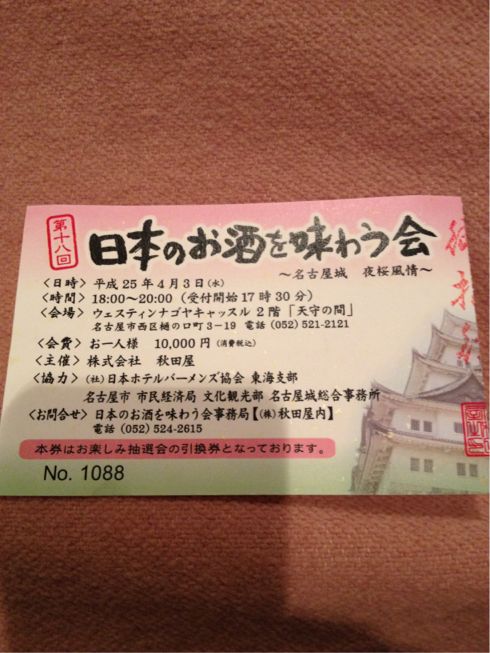 第十八回
日本のお酒を味わう会
～名古屋城 夜桜風情～
〈日時〉平成25年4月3日(水)
〈時間〉18:00～20:00(受付開始17時30分)
〈会場〉ウェスティンナゴヤキャッスル2階「天守の間」
名古屋市西区樋の口町3－19 電話(052)521-2121
〈会費〉お一人様 10,000円(消費税込)
〈主催〉株式会社 秋田屋
〈協力〉(社)日本ホテルバーメンズ協会 東海支部
名古屋市 市民経済局 文化観光部 名古屋城総合事務所
〈お問合せ〉日本のお酒を味わう会事務局【(株)秋田屋内】
電話(052)524-2615
本券はお楽しみ抽選会の引換券となっております。
No. 1088